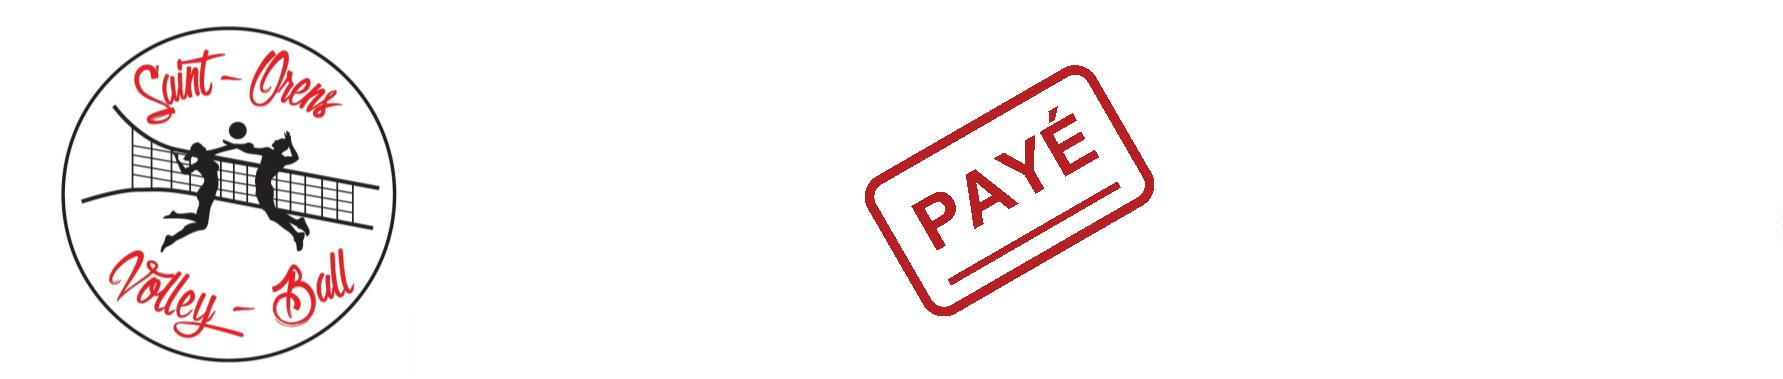 Saint - Orens
Volley - Ball
PAYÉ